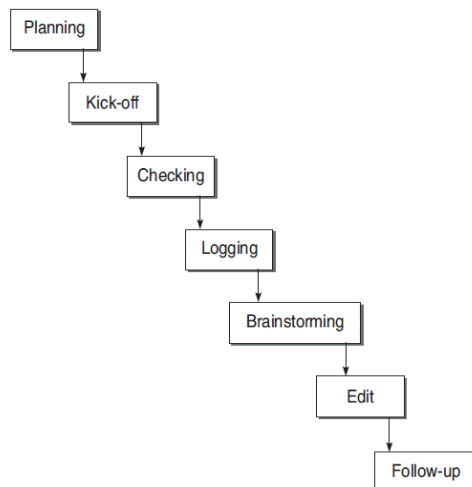 Planning
Kick-off
Checking
Logging
Brainstorming
Edit
Follow-up